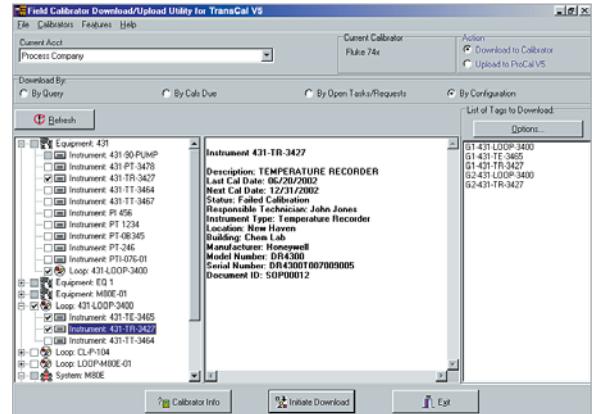 Field Calibrator Download/Upload Utility for TransCal V5
File Calibrators Features Help
Current Acct
Process Company
Current Calibrator
Fluke 74x
Action
Download to Calibrator
Upload to ProCal V5
Download By:
By Query
By Cals Due
By Open Tasks/Requests
By Configuration
Refresh
List of Tags to Download:
Options...
Equipment: 431
Instrument: 431-90-PUMP
Instrument: 431-PT-3478
Instrument: 431-TR-3427
Instrument: 431-TT-3464
Instrument: 431-TT-3467
Instrument: PI 456
Instrument: PT 1234
Instrument: PT-0B345
Instrument: PT-246
Instrument: PTI-076-01
Loop: 431-LOOP-3400
Equipment: EQ 1
Equipment: M80E-01
Loop: 431-LOOP-3400
Instrument: 431-TE-3465
Instrument: 431-TR-3427
Instrument: 431-TT-3464
Loop: CL-P-104
Loop: LOOP-M80E-01
System: M80E
Instrument 431-TR-3427
Description: TEMPERATURE RECORDER
Last Cal Date: 06/20/2002
Next Cal Date: 12/31/2002
Status: Failed Calibration
Responsible Technician: John Jones
Instrument Type: Temperature Recorder
Location: New Haven
Building: Chem Lab
Manufacturer: Honeywell
Model Number: DR4300
Serial Number: DR4300T007009005
Document ID: SOP00012
G1-431-LOOP-3400
G1-431-TE-3465
G1-431-TR-3427
G2-431-LOOP-3400
G2-431-TR-3427
Calibrator Info
Initiate Download
Exit